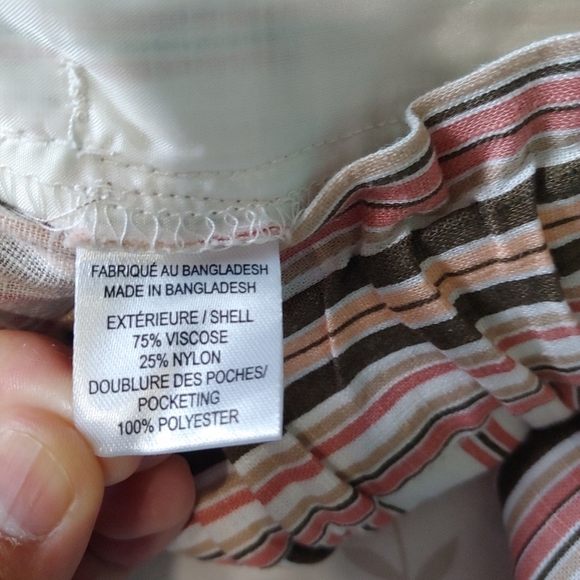 FABRIQUÉ AU BANGLADESH
MADE IN BANGLADESH
EXTÉRIEURE / SHELL
75% VISCOSE
25% NYLON
DOUBLURE DES POCHES/
POCKETING
100% POLYESTER